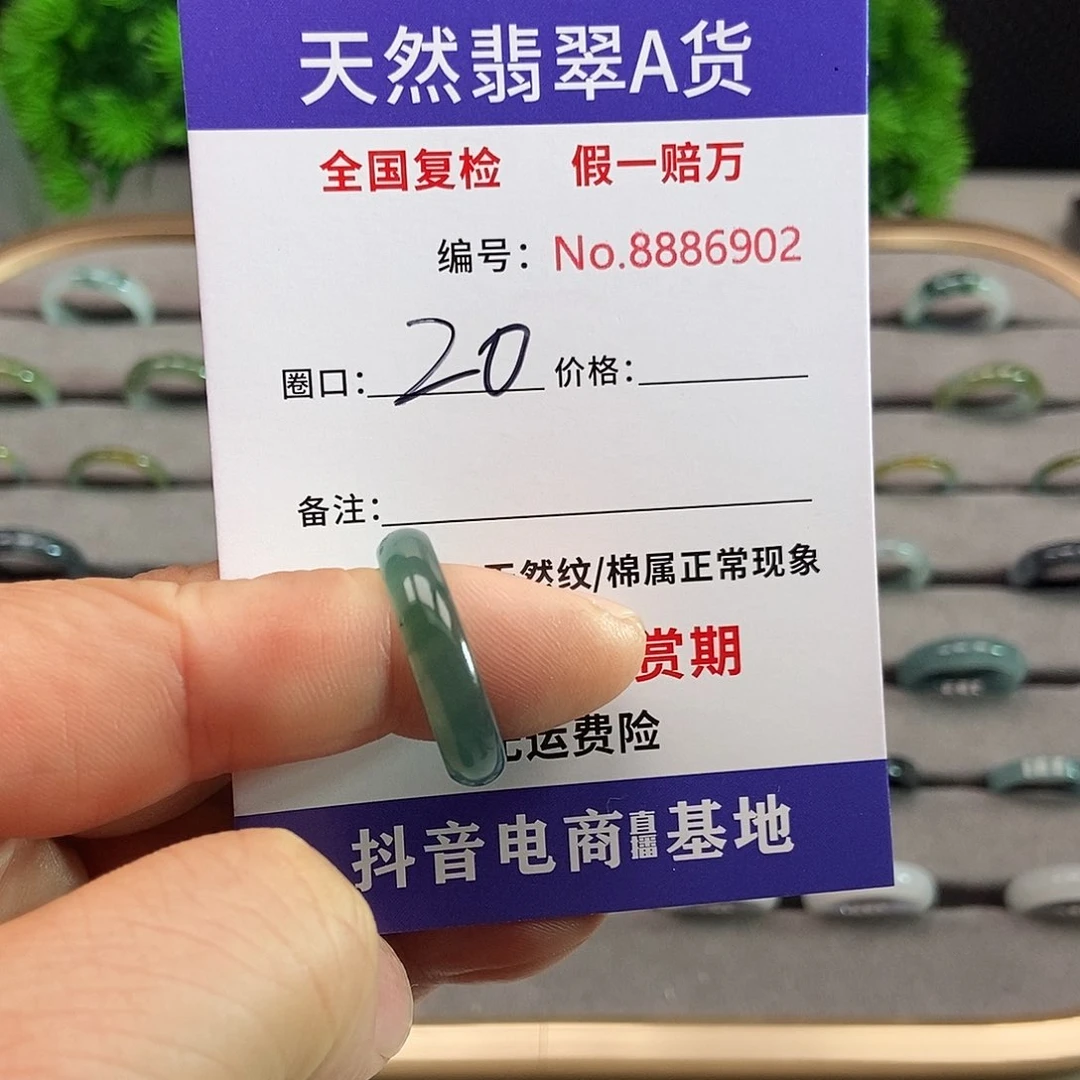 天然翡翠A货
全国复检 假一赔万
编号：No.8886902
圈口：20 价格：
备注：
然纹/棉属正常现象
赏期
运费险
抖音电商直播基地